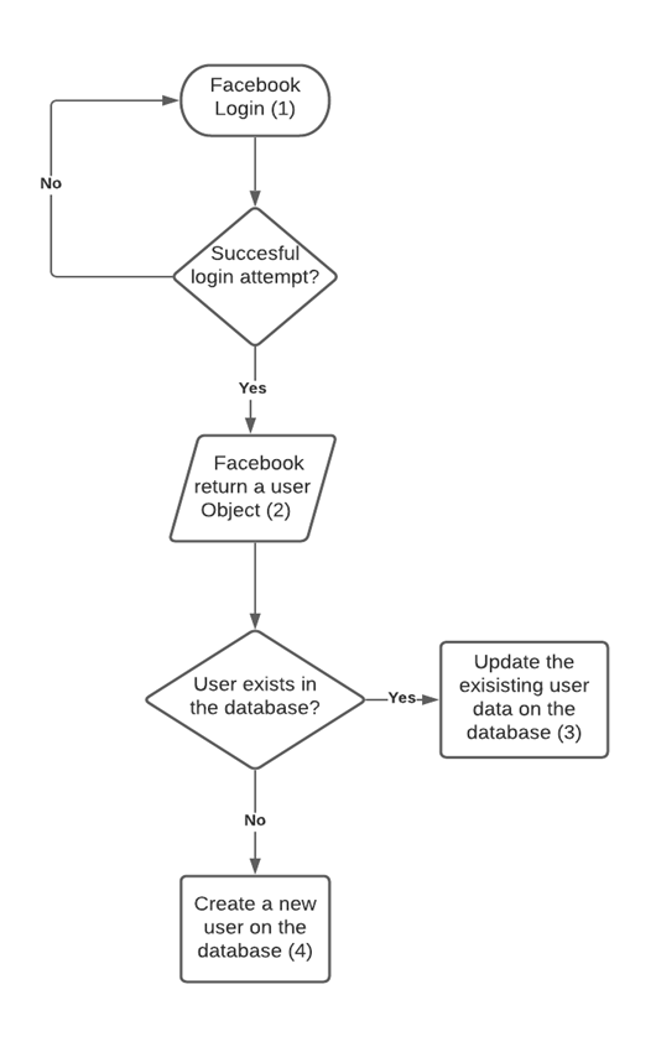 Facebook
Login (1)
No
Succesful
login attempt?
Yes
Facebook
return a user
Object (2)
User exists in
the database?
Yes
Update the
exisisting user
data on the
database (3)
No
Create a new
user on the
database (4)